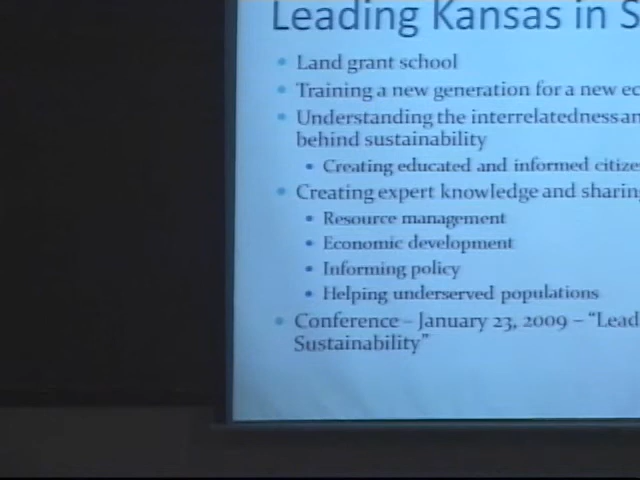 Leading Kansas in S
Land grant school
Training a new generation for a new ec
Understanding the interrelatedness an
behind sustainability
Creating educated and informed citize
Creating expert knowledge and sharing
Resource management
Economic development
Informing policy
Helping underserved populations
Conference – January 23, 2009 – “Lead
Sustainability”